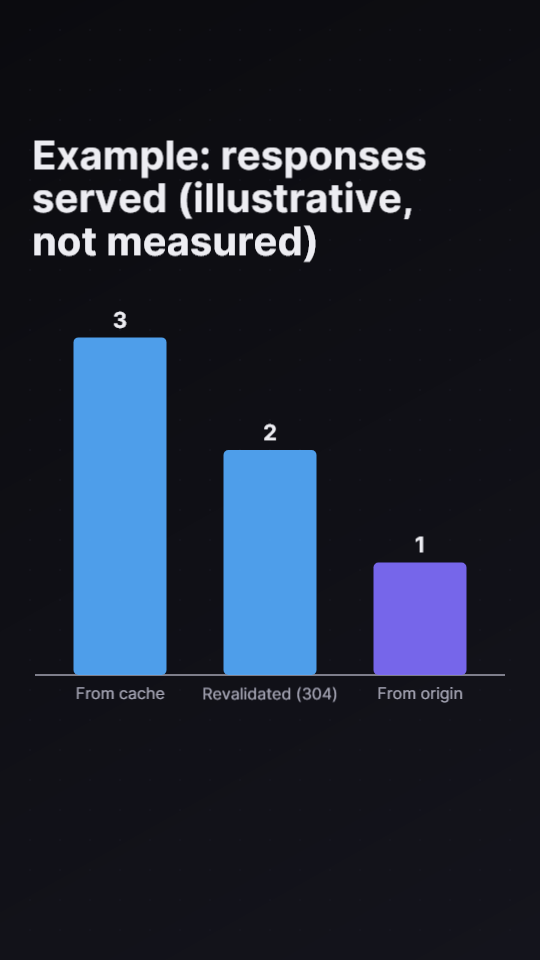 Example: responses
served (illustrative,
not measured)
3
2
1
From cache
Revalidated (304)
From origin